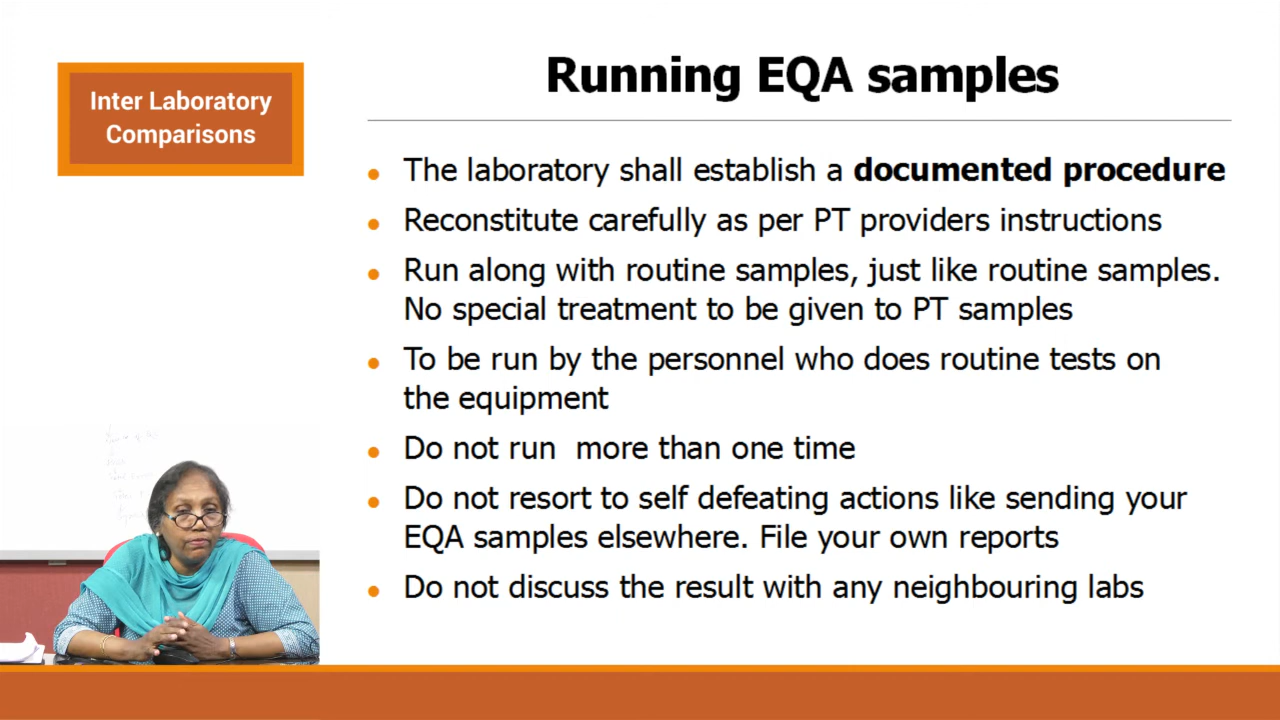 Inter Laboratory
Comparisons
Running EQA samples
The laboratory shall establish a documented procedure
Reconstitute carefully as per PT providers instructions
Run along with routine samples, just like routine samples.
No special treatment to be given to PT samples
To be run by the personnel who does routine tests on
the equipment
Do not run more than one time
Do not resort to self defeating actions like sending your
EQA samples elsewhere. File your own reports
Do not discuss the result with any neighbouring labs